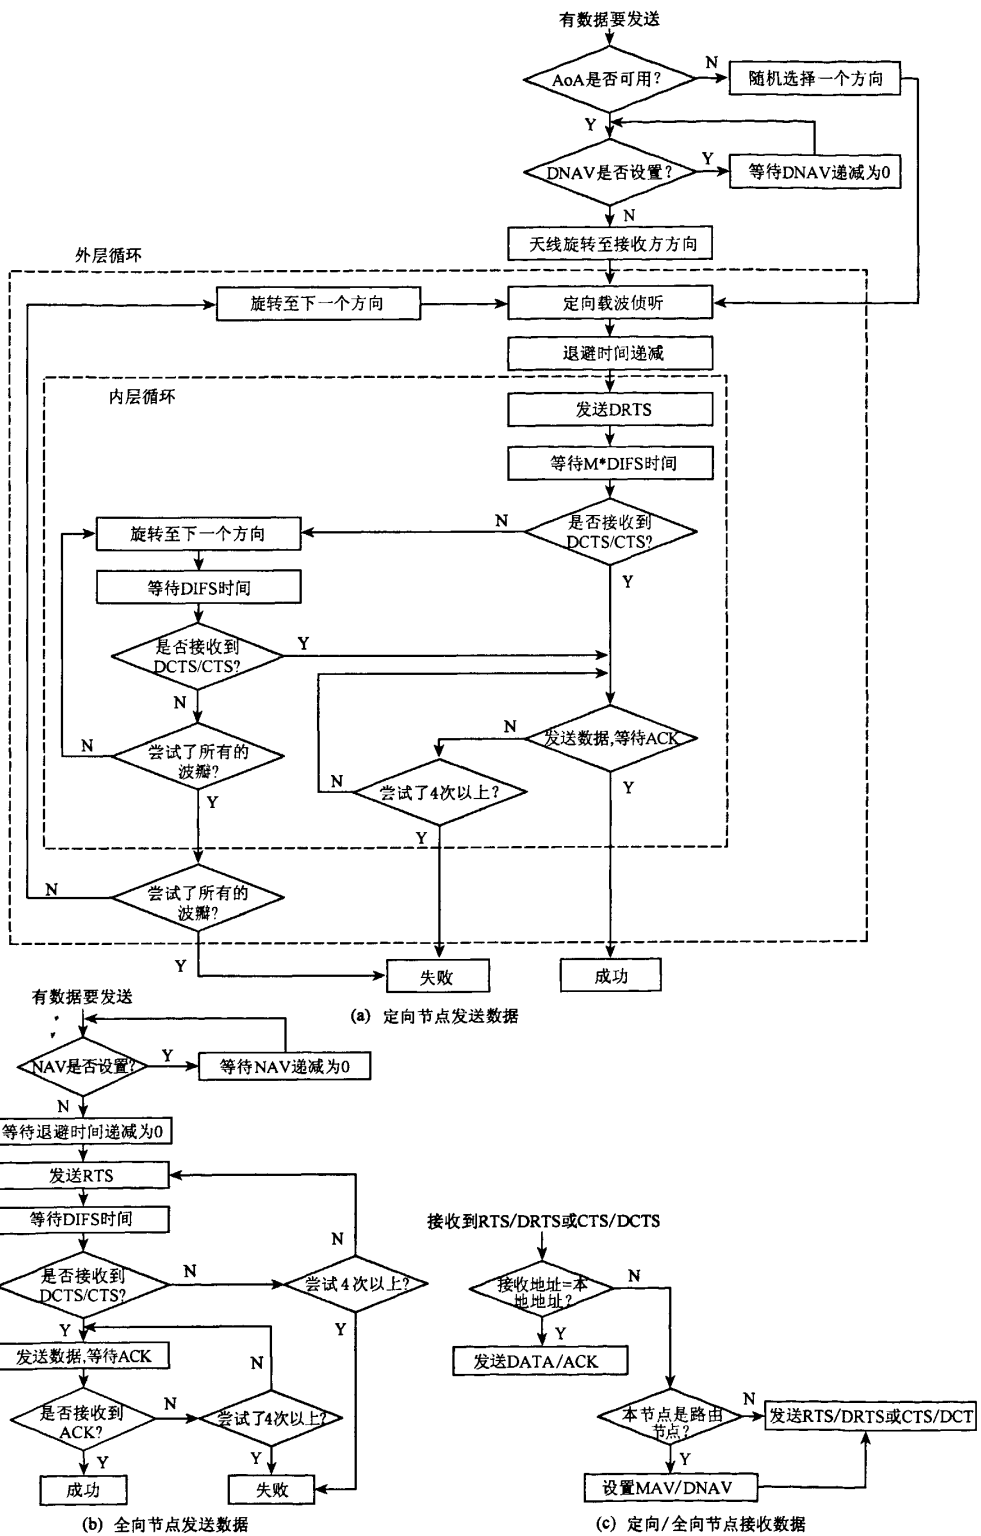 有数据要发送
AoA是否可用?
N
随机选择一个方向
Y
DNAV是否设置?
Y
等待DNAV递减为0
N
天线旋转至接收方方向
外层循环
旋转至下一个方向
定向载波侦听
退避时间递减
内层循环
发送DRTS
等待M*DIFS时间
是否接收到
DCTS/CTS?
N
Y
旋转至下一个方向
等待DIFS时间
是否接收到
DCTS/CTS?
Y
N
尝试了所有的
波瓣?
N
Y
发送数据,等待ACK
N
Y
尝试了4次以上?
N
Y
尝试了所有的
波瓣?
N
Y
失败
成功
(a) 定向节点发送数据
有数据要发送
NAV是否设置?
Y
等待NAV递减为0
N
等待退避时间递减为0
发送RTS
等待DIFS时间
是否接收到
DCTS/CTS?
N
尝试4次以上?
N
Y
Y
发送数据,等待ACK
是否接收到
ACK?
N
尝试了4次以上?
N
Y
Y
成功
失败
(b) 全向节点发送数据
接收到RTS/DRTS或CTS/DCTS
接收地址=本
地地址?
N
Y
发送DATA/ACK
本节点是路由
节点?
N
发送RTS/DRTS或CTS/DCT
Y
设置MAV/DNAV
(c) 定向/全向节点接收数据